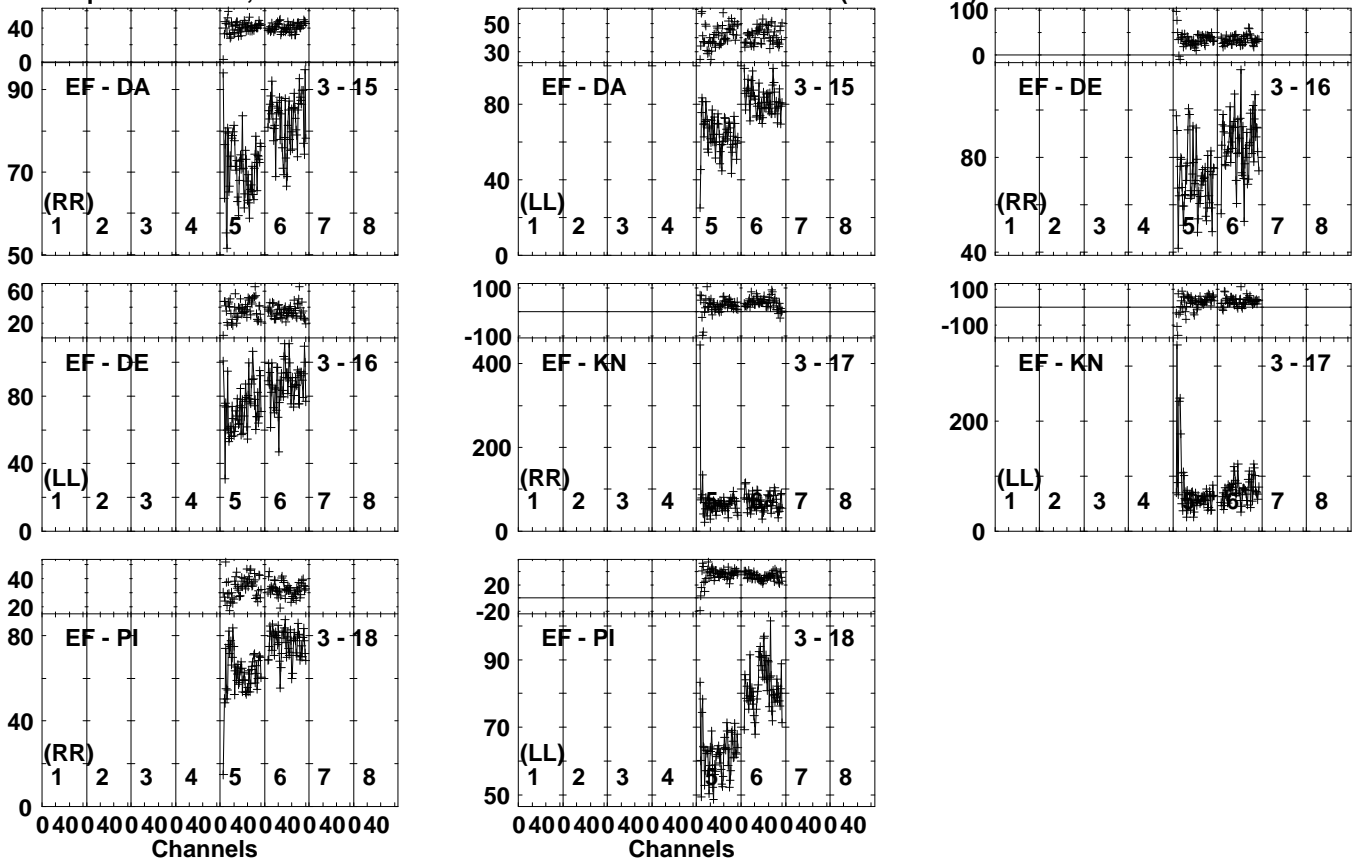 40
0
EF - DA 3 - 15
90
70
50
(RR)
1 2 3 4 5 6 7 8
50
30
EF - DA 3 - 15
80
40
0
(LL)
1 2 3 4 5 6 7 8
100
0
EF - DE 3 - 16
80
40
(RR)
1 2 3 4 5 6 7 8
60
20
EF - DE 3 - 16
80
40
0
(LL)
1 2 3 4 5 6 7 8
100
-100
EF - KN 3 - 17
400
200
0
(RR)
1 2 3 4 5 6 7 8
100
-100
EF - KN 3 - 17
200
0
(LL)
1 2 3 4 5 6 7 8
40
20
EF - PI 3 - 18
80
40
0
(RR)
1 2 3 4 5 6 7 8
0 40 0 40 0 40 0 40 0 40 0 40 0 40 0 40
Channels
20
-20
EF - PI 3 - 18
90
70
50
(LL)
1 2 3 4 5 6 7 8
0 40 0 40 0 40 0 40 0 40 0 40 0 40 0 40
Channels